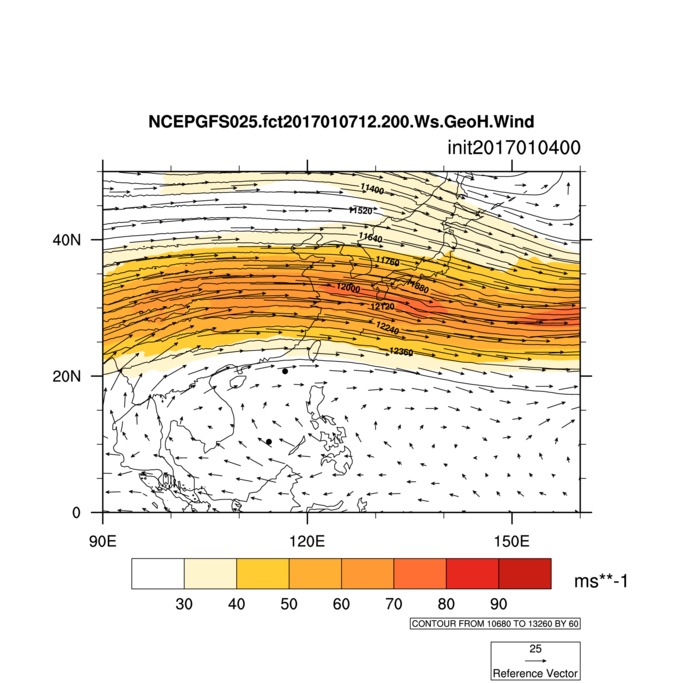 NCEPGFS025.fct2017010712.200.Ws.GeoH.Wind
init2017010400
11400
11520
40N
11640
11760
11880
12000
12120
12240
12360
20N
0
90E 120E 150E
ms**-1
30 40 50 60 70 80 90
CONTOUR FROM 10680 TO 13260 BY 60
25
Reference Vector